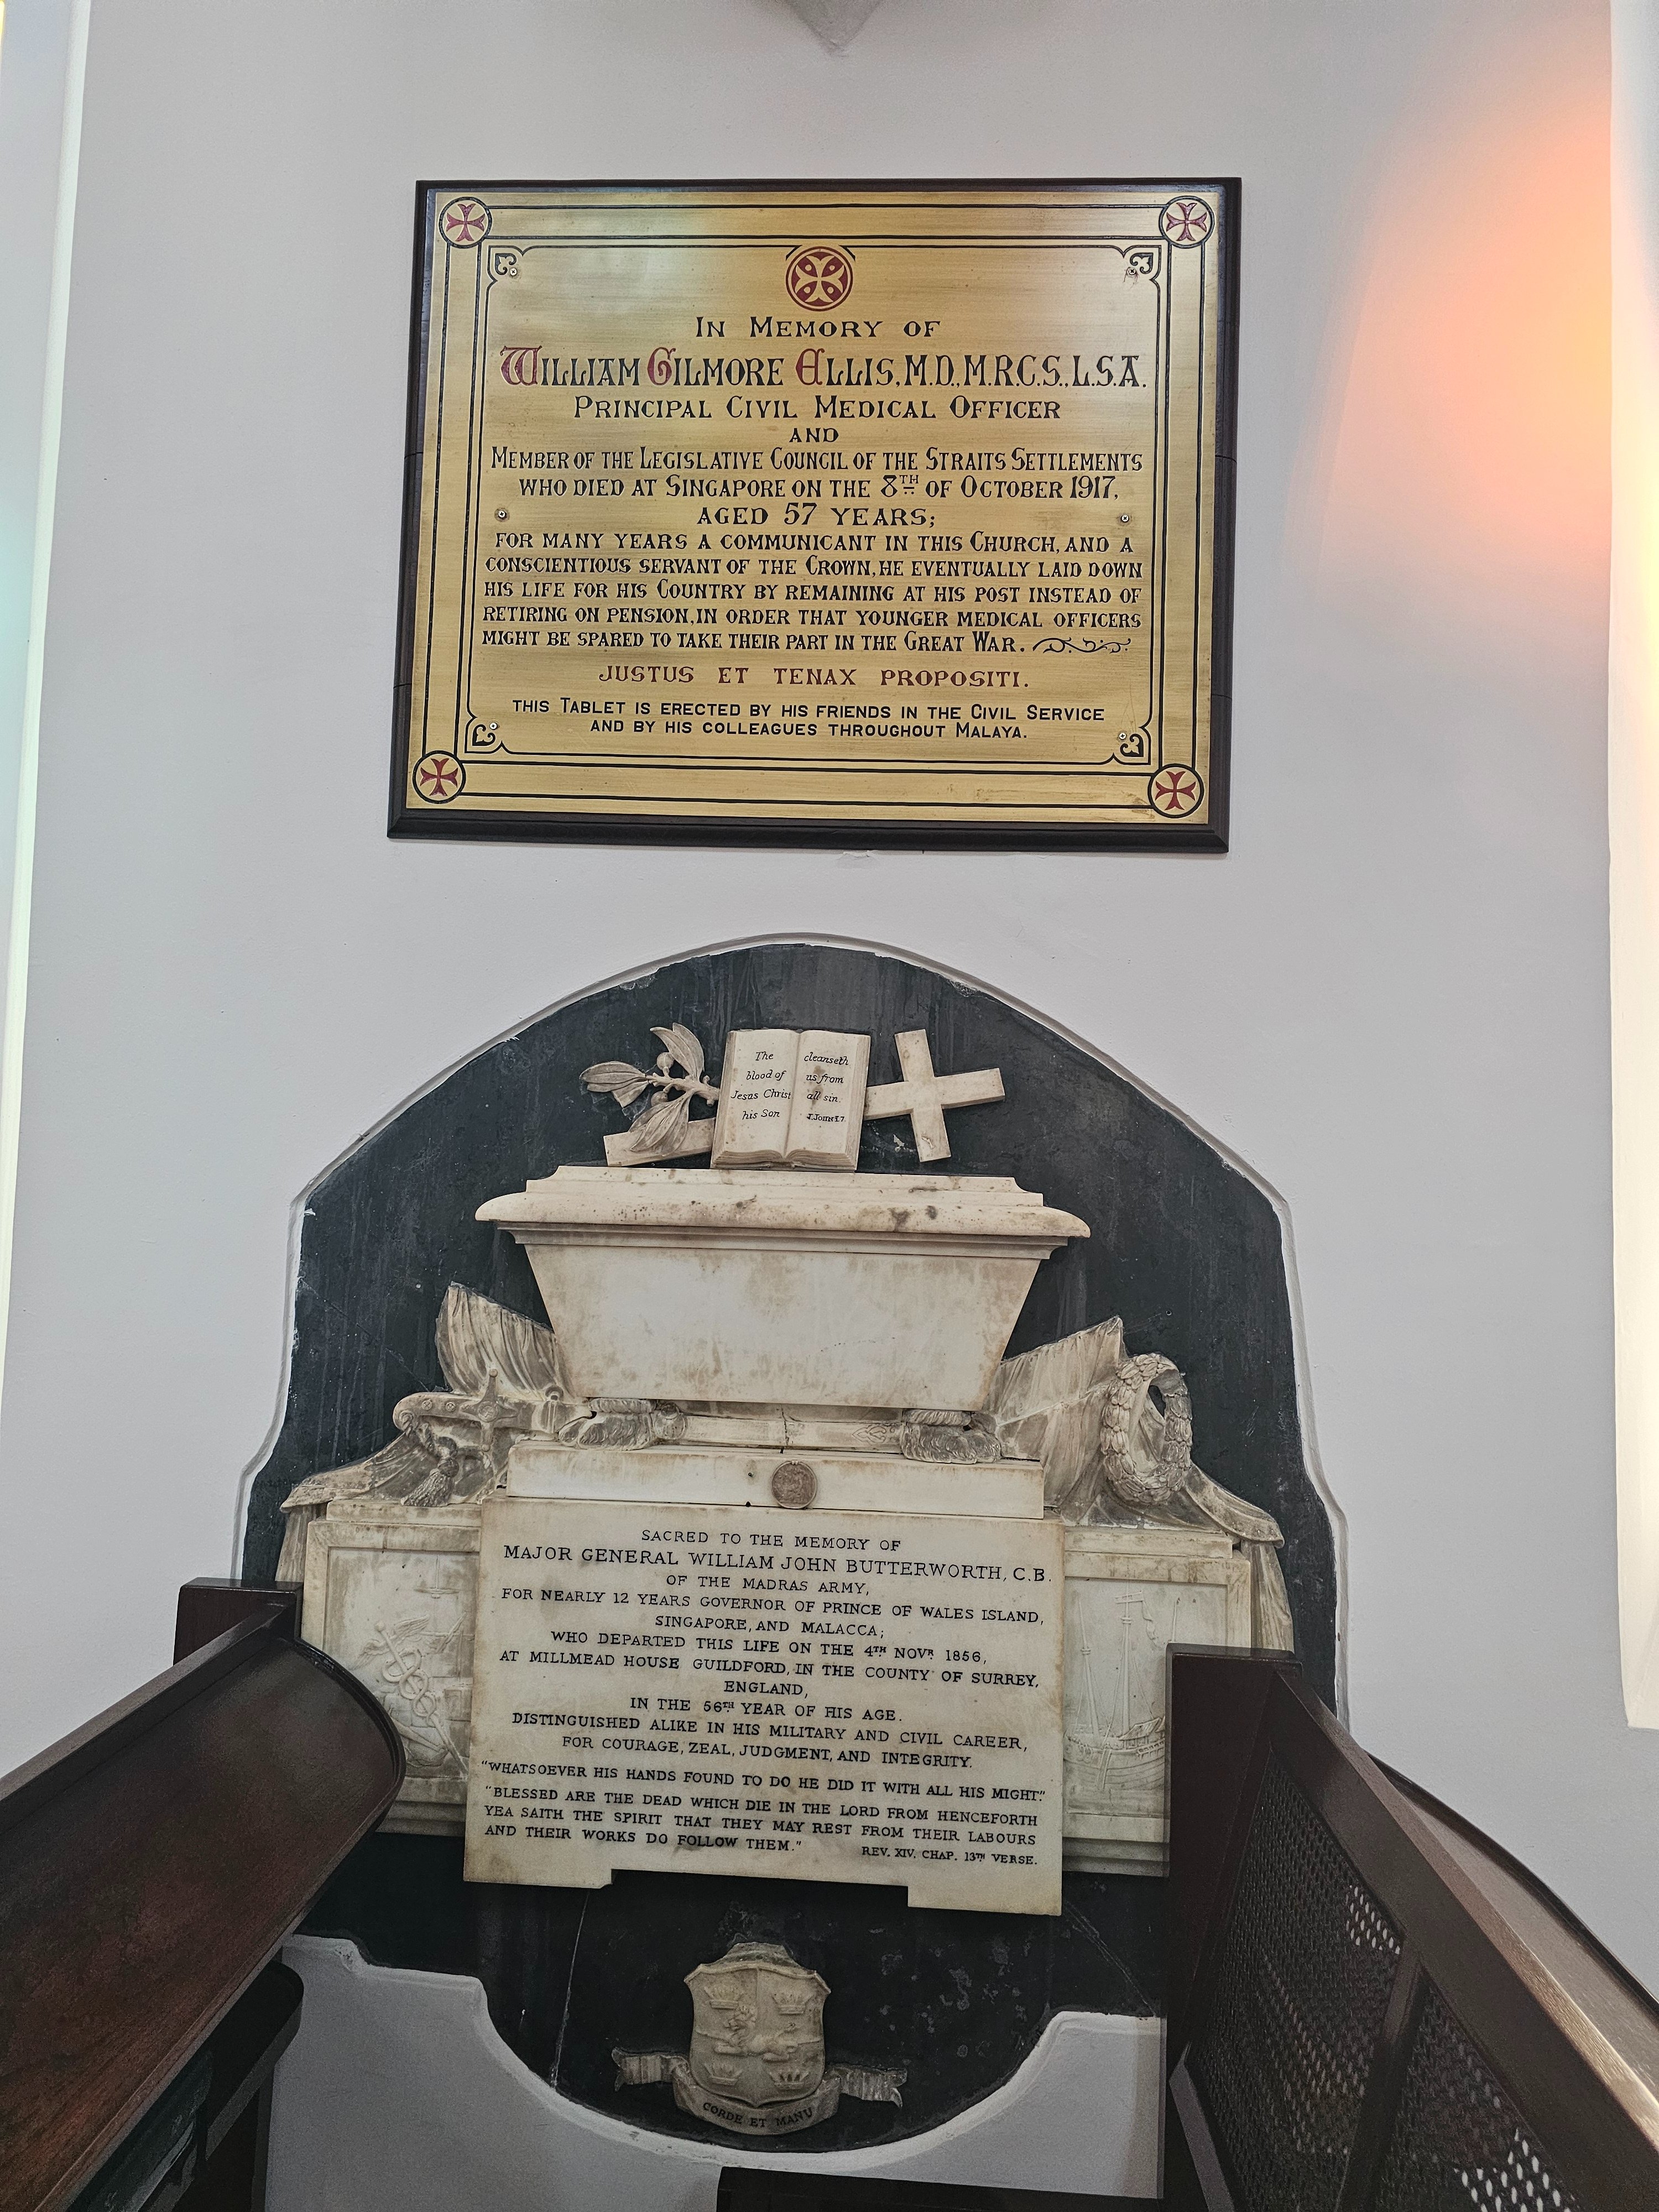 IN MEMORY OF
WILLIAM GILMORE ELLIS, M.D., M.R.C.S., L.S.A.
PRINCIPAL CIVIL MEDICAL OFFICER
AND
MEMBER OF THE LEGISLATIVE COUNCIL OF THE STRAITS SETTLEMENTS
WHO DIED AT SINGAPORE ON THE 8TH OF OCTOBER 1917,
AGED 57 YEARS;
FOR MANY YEARS A COMMUNICANT IN THIS CHURCH, AND A
CONSCIENTIOUS SERVANT OF THE CROWN, HE EVENTUALLY LAID DOWN
HIS LIFE FOR HIS COUNTRY BY REMAINING AT HIS POST INSTEAD OF
RETIRING ON PENSION, IN ORDER THAT YOUNGER MEDICAL OFFICERS
MIGHT BE SPARED TO TAKE THEIR PART IN THE GREAT WAR.
JUSTUS ET TENAX PROPOSITI.
THIS TABLET IS ERECTED BY HIS FRIENDS IN THE CIVIL SERVICE
AND BY HIS COLLEAGUES THROUGHOUT MALAYA.
The
blood of
Jesus Christ
his Son
cleanseth
us from
all sin.
I. John I. 7.
SACRED TO THE MEMORY OF
MAJOR GENERAL WILLIAM JOHN BUTTERWORTH, C.B.
OF THE MADRAS ARMY,
FOR NEARLY 12 YEARS GOVERNOR OF PRINCE OF WALES ISLAND,
SINGAPORE, AND MALACCA;
WHO DEPARTED THIS LIFE ON THE 4TH NOVR 1856,
AT MILLMEAD HOUSE GUILDFORD, IN THE COUNTY OF SURREY,
ENGLAND,
IN THE 56TH YEAR OF HIS AGE.
DISTINGUISHED ALIKE IN HIS MILITARY AND CIVIL CAREER,
FOR COURAGE, ZEAL, JUDGMENT, AND INTEGRITY.
"WHATSOEVER HIS HANDS FOUND TO DO HE DID IT WITH ALL HIS MIGHT."
"BLESSED ARE THE DEAD WHICH DIE IN THE LORD FROM HENCEFORTH
YEA SAITH THE SPIRIT THAT THEY MAY REST FROM THEIR LABOURS
AND THEIR WORKS DO FOLLOW THEM." REV. XIV. CHAP. 13TH VERSE.
CORDE ET MANU